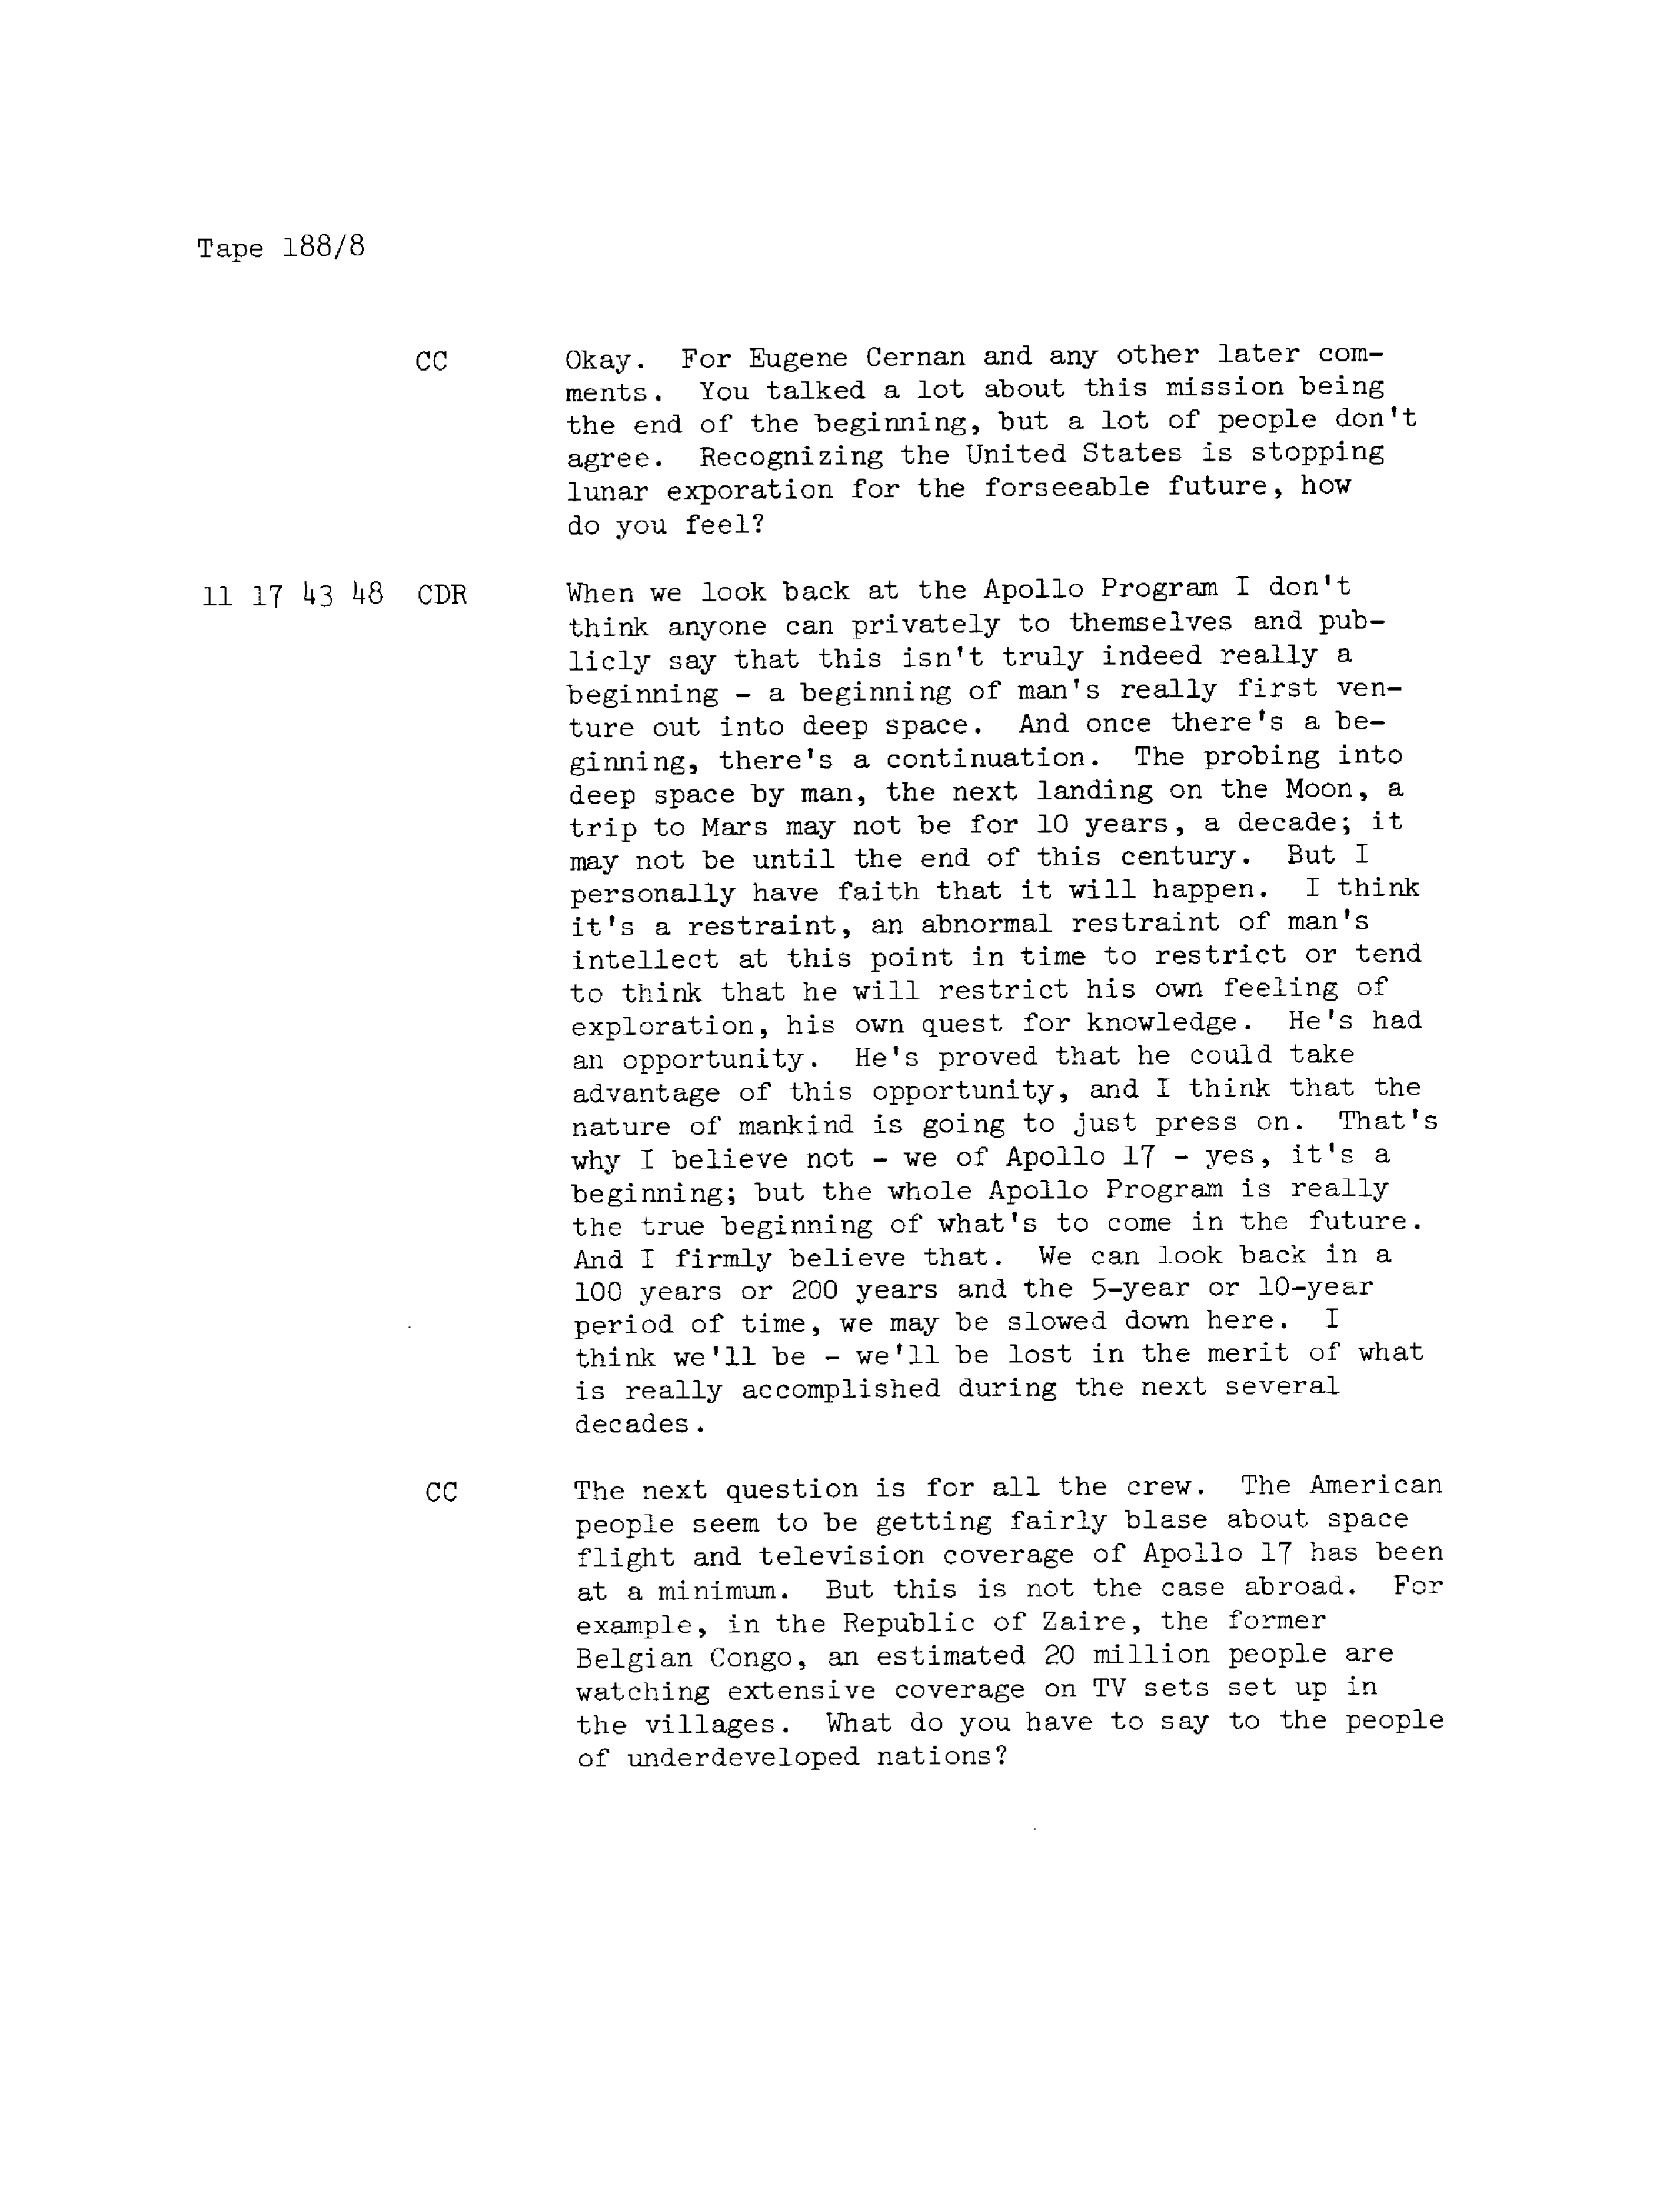 Tape 188/8
CC Okay. For Eugene Cernan and any other later com-
ments. You talked a lot about this mission being
the end of the beginning, but a lot of people don't
agree. Recognizing the United States is stopping
lunar exporation for the forseeable future, how
do you feel?
11 17 43 48 CDR When we look back at the Apollo Program I don't
think anyone can privately to themselves and pub-
licly say that this isn't truly indeed really a
beginning - a beginning of man's really first ven-
ture out into deep space. And once there's a be-
ginning, there's a continuation. The probing into
deep space by man, the next landing on the Moon, a
trip to Mars may not be for 10 years, a decade; it
may not be until the end of this century. But I
personally have faith that it will happen. I think
it's a restraint, an abnormal restraint of man's
intellect at this point in time to restrict or tend
to think that he will restrict his own feeling of
exploration, his own quest for knowledge. He's had
an opportunity. He's proved that he could take
advantage of this opportunity, and I think that the
nature of mankind is going to just press on. That's
why I believe not - we of Apollo 17 - yes, it's a
beginning; but the whole Apollo Program is really
the true beginning of what's to come in the future.
And I firmly believe that. We can look back in a
100 years or 200 years and the 5-year or 10-year
period of time, we may be slowed down here. I
think we'll be - we'll be lost in the merit of what
is really accomplished during the next several
decades.
CC The next question is for all the crew. The American
people seem to be getting fairly blase about space
flight and television coverage of Apollo 17 has been
at a minimum. But this is not the case abroad. For
example, in the Republic of Zaire, the former
Belgian Congo, an estimated 20 million people are
watching extensive coverage on TV sets set up in
the villages. What do you have to say to the people
of underdeveloped nations?